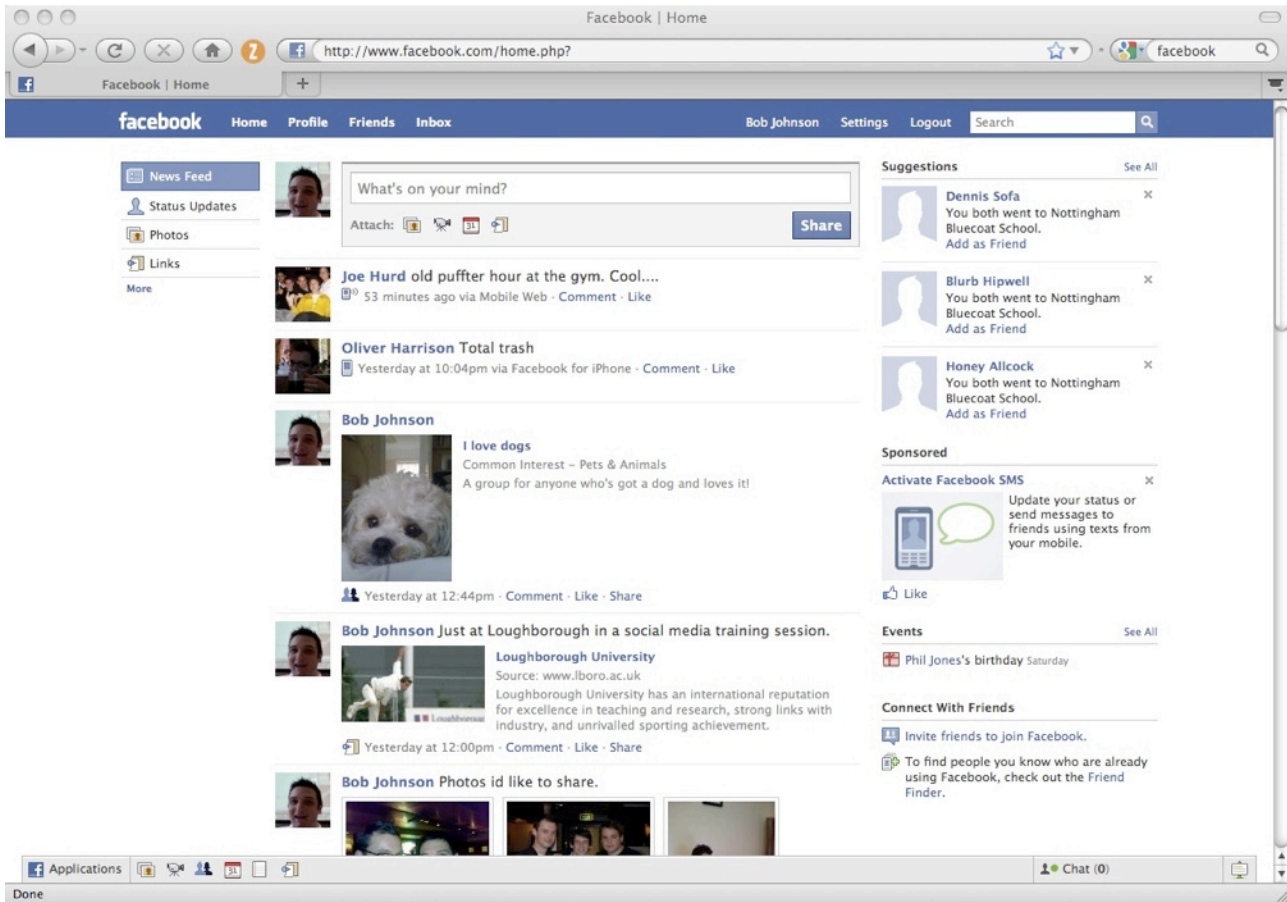 Facebook | Home
http://www.facebook.com/home.php?
facebook
Facebook | Home
+
facebook Home Profile Friends Inbox
Bob Johnson Settings Logout Search
News Feed
Status Updates
Photos
Links
More
What's on your mind?
Attach: 31
Share
Joe Hurd old puffter hour at the gym. Cool....
53 minutes ago via Mobile Web · Comment · Like
Oliver Harrison Total trash
Yesterday at 10:04pm via Facebook for iPhone · Comment · Like
Bob Johnson
I love dogs
Common Interest – Pets & Animals
A group for anyone who's got a dog and loves it!
Yesterday at 12:44pm · Comment · Like · Share
Bob Johnson Just at Loughborough in a social media training session.
Loughborough University
Source: www.lboro.ac.uk
Loughborough University has an international reputation
for excellence in teaching and research, strong links with
industry, and unrivalled sporting achievement.
Yesterday at 12:00pm · Comment · Like · Share
Bob Johnson Photos id like to share.
Suggestions See All
Dennis Sofa
You both went to Nottingham
Bluecoat School.
Add as Friend
Blurb Hipwell
You both went to Nottingham
Bluecoat School.
Add as Friend
Honey Allcock
You both went to Nottingham
Bluecoat School.
Add as Friend
Sponsored
Activate Facebook SMS
Update your status or
send messages to
friends using texts from
your mobile.
Like
Events See All
Phil Jones's birthday Saturday
Connect With Friends
Invite friends to join Facebook.
To find people you know who are already
using Facebook, check out the Friend
Finder.
Applications 31
Chat (0)
Done